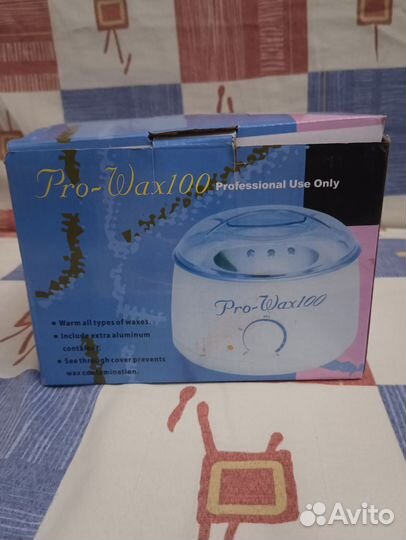 Pro-Wax100 Professional Use Only
Pro-Wax100
• Warm all types of waxes.
• Include extra aluminum
container.
• See through cover prevents
wax contamination.
Avito